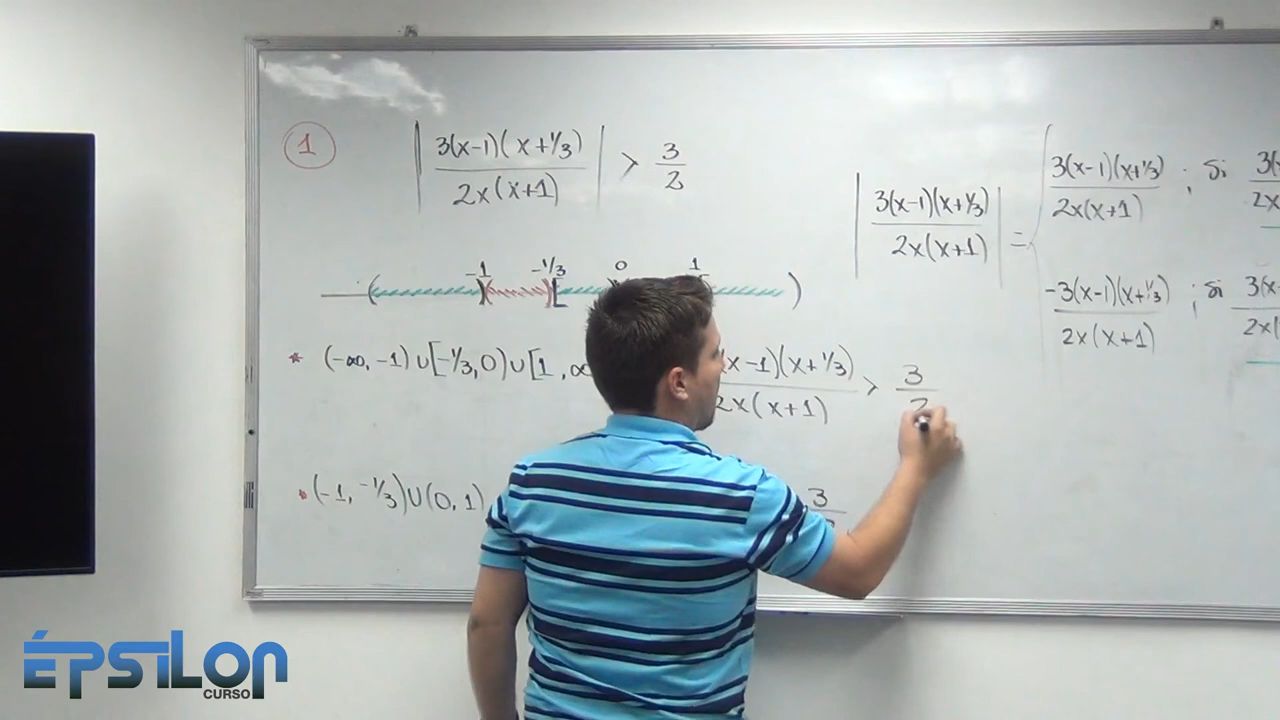 1
| 3(x-1)(x+1/3) / 2x(x+1) | > 3/2
| 3(x-1)(x+1/3) / 2x(x+1) | =
3(x-1)(x+1/3) / 2x(x+1) ; si
-3(x-1)(x+1/3) / 2x(x+1) ; si
-1 -1/3 0 1
* (-∞, -1) ∪ [-1/3, 0) ∪ [1, ∞
x-1)(x+1/3) / 2x(x+1) > 3/2
* (-1, -1/3) ∪ (0, 1)
3
ÉPSILON
CURSO